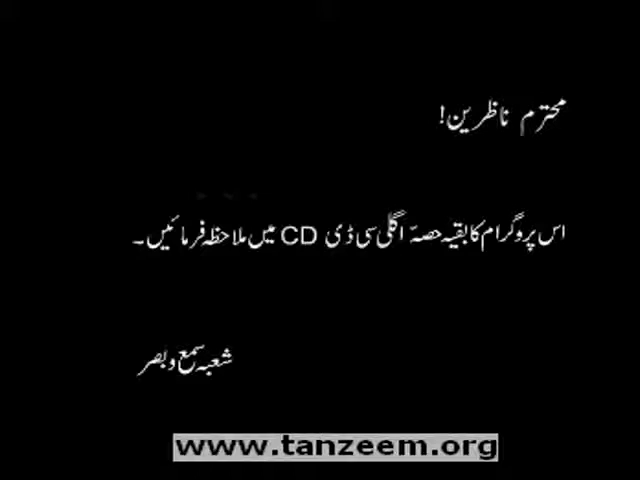 محترم ناظرین!
اس پروگرام کا بقیہ حصہّ اگلی سی ڈی CD میں ملاحظہ فرمائیں۔
شعبہ سمع و بصر
www.tanzeem.org